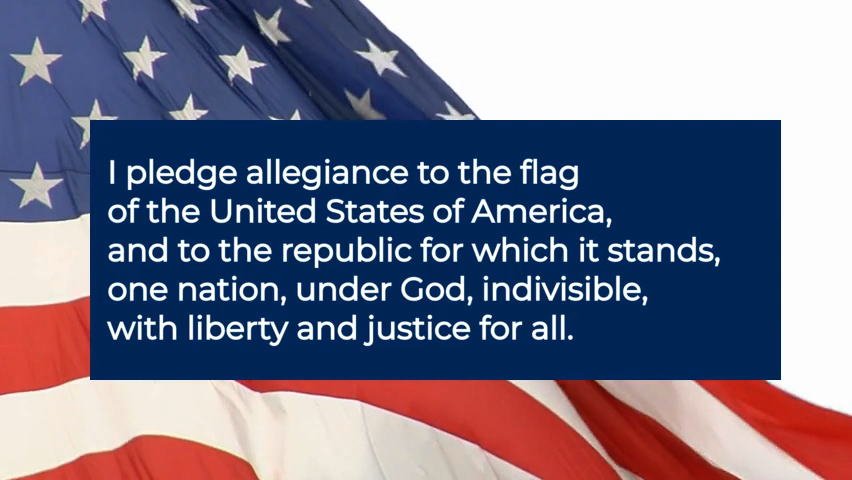 I pledge allegiance to the flag
of the United States of America,
and to the republic for which it stands,
one nation, under God, indivisible,
with liberty and justice for all.